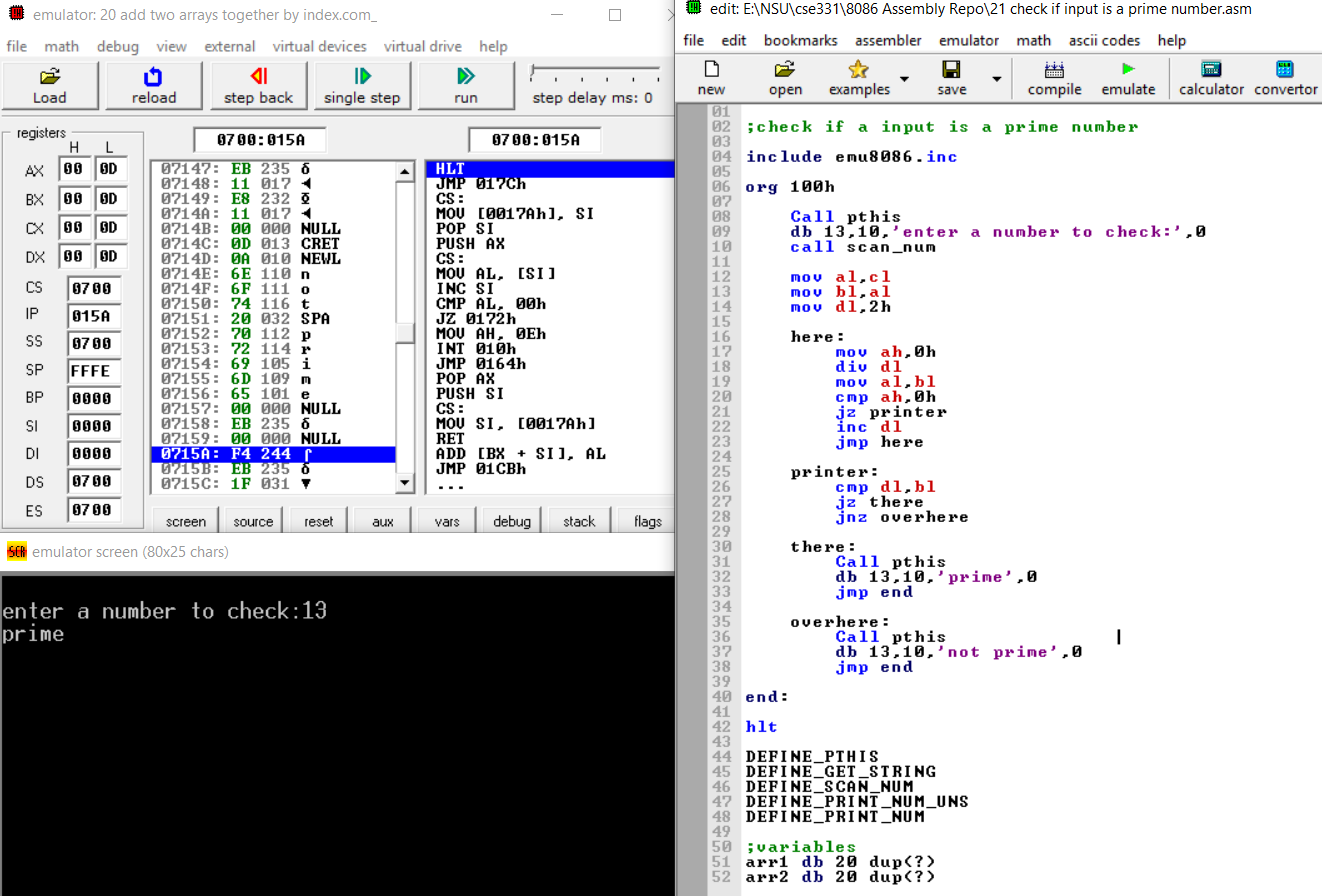 emulator: 20 add two arrays together by index.com_
file math debug view external virtual devices virtual drive help
Load reload step back single step run step delay ms: 0
registers
H L
AX 00 0D
BX 00 0D
CX 00 0D
DX 00 0D
CS 0700
IP 015A
SS 0700
SP FFFE
BP 0000
SI 0000
DI 0000
DS 0700
ES 0700
0700:015A
07147: EB 235 δ
07148: 11 017 ◄
07149: E8 232 Φ
0714A: 11 017 ◄
0714B: 00 000 NULL
0714C: 0D 013 CRET
0714D: 0A 010 NEWL
0714E: 6E 110 n
0714F: 6F 111 o
07150: 74 116 t
07151: 20 032 SPA
07152: 70 112 p
07153: 72 114 r
07154: 69 105 i
07155: 6D 109 m
07156: 65 101 e
07157: 00 000 NULL
07158: EB 235 δ
07159: 00 000 NULL
0715A: F4 244 ⌠
0715B: EB 235 δ
0715C: 1F 031 ▼
0700:015A
HLT
JMP 017Ch
CS:
MOV [0017Ah], SI
POP SI
PUSH AX
CS:
MOV AL, [SI]
INC SI
CMP AL, 00h
JZ 0172h
MOV AH, 0Eh
INT 010h
JMP 0164h
POP AX
PUSH SI
CS:
MOV SI, [0017Ah]
RET
ADD [BX + SI], AL
JMP 01CBh
...
screen source reset aux vars debug stack flags
SCR emulator screen (80x25 chars)
enter a number to check:13
prime
edit: E:\NSU\cse331\8086 Assembly Repo\21 check if input is a prime number.asm
file edit bookmarks assembler emulator math ascii codes help
new open examples save compile emulate calculator convertor
01
02 ;check if a input is a prime number
03
04 include emu8086.inc
05
06 org 100h
07
08 Call pthis
09 db 13,10,'enter a number to check:',0
10 call scan_num
11
12 mov al,cl
13 mov bl,al
14 mov dl,2h
15
16 here:
17 mov ah,0h
18 div dl
19 mov al,bl
20 cmp ah,0h
21 jz printer
22 inc dl
23 jmp here
24
25 printer:
26 cmp dl,bl
27 jz there
28 jnz overhere
29
30 there:
31 Call pthis
32 db 13,10,'prime',0
33 jmp end
34
35 overhere:
36 Call pthis
37 db 13,10,'not prime',0
38 jmp end
39
40 end:
41
42 hlt
43
44 DEFINE_PTHIS
45 DEFINE_GET_STRING
46 DEFINE_SCAN_NUM
47 DEFINE_PRINT_NUM_UNS
48 DEFINE_PRINT_NUM
49
50 ;variables
51 arr1 db 20 dup(?)
52 arr2 db 20 dup(?)